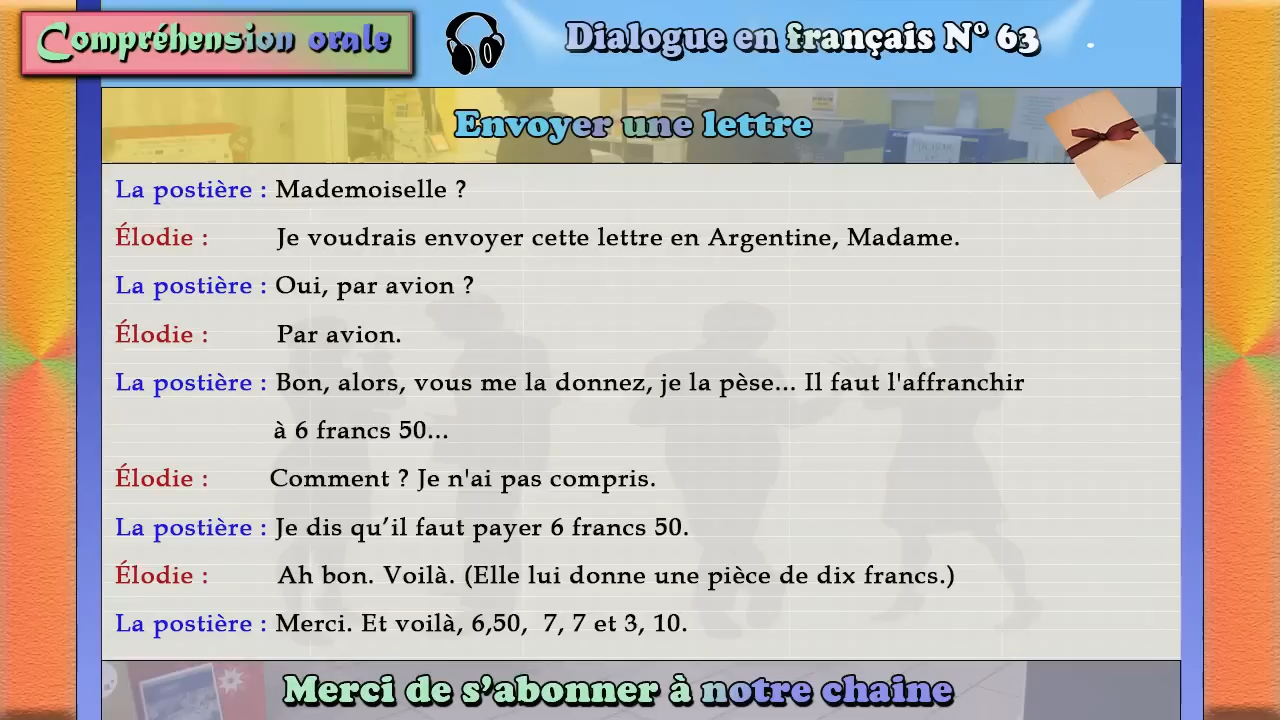 Compréhension orale
Dialogue en français N° 63
Envoyer une lettre
La postière : Mademoiselle ?
Élodie : Je voudrais envoyer cette lettre en Argentine, Madame.
La postière : Oui, par avion ?
Élodie : Par avion.
La postière : Bon, alors, vous me la donnez, je la pèse... Il faut l'affranchir
à 6 francs 50...
Élodie : Comment ? Je n'ai pas compris.
La postière : Je dis qu’il faut payer 6 francs 50.
Élodie : Ah bon. Voilà. (Elle lui donne une pièce de dix francs.)
La postière : Merci. Et voilà, 6,50, 7, 7 et 3, 10.
Merci de s’abonner à notre chaine